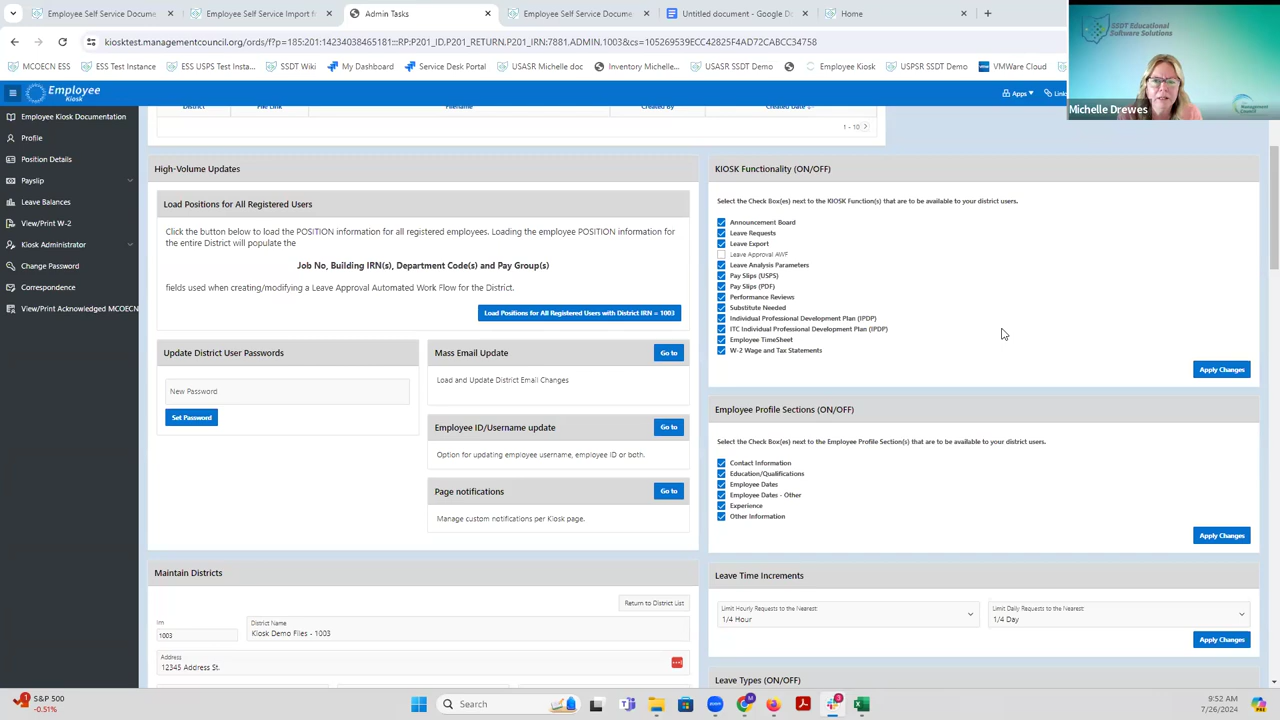 Employee Self Service Docume
Employee Self Service Import f
Admin Tasks
Employee Self Service Docume
Untitled document - Google D
Home
kiosktest.managementcouncil.org/ords/f?p=185:201:14234038465181:::RP
RETURN.P201_IRN:7881,ADMIN,1003&cs=105269539ECC42825F4AD72CABCC34758
MCOECN ESS
ESS Test Instance
ESS USPS Test Insta...
SSDT Wiki
My Dashboard
Service Desk Portal
USASR Michelle doc
Inventory Michelle...
USASR SSDT Demo
Employee Kiosk
USPSR SSDT Demo
VMWare Cloud
SSDT Educational
Software Solutions
Management
Council
Michelle Drewes
Employee
Kiosk
Apps
Employee Kiosk Documentation
Profile
Position Details
Payslip
Leave Balances
View/Print W-2
Kiosk Administrator
Change Password
Correspondence
View/Print Acknowledged MCOECN
District
File Link
Filename
Created By
Created Date
1 - 10
High-Volume Updates
Load Positions for All Registered Users
Click the button below to load the POSITION information for all registered employees. Loading the employee POSITION information
for the entire District will populate the
Job No, Building IRN(s), Department Code(s) and PayGroup(s)
fields used when creating/modifying a Leave Approval Automated Work Flow for the District.
Load Positions for All Registered Users with District IRN = 1003
Update District User Passwords
New Password
Set Password
Mass Email Update
Go to
Load and Update District Email Changes
Employee ID/Username update
Go to
Option for updating employee username, employee ID or both.
Page notifications
Go to
Manage custom notifications per Kiosk page.
Maintain Districts
Return to District List
Irn
1003
District Name
Kiosk Demo Files - 1003
Address
12345 Address St.
KIOSK Functionality (ON/OFF)
Select the Check Box(es) next to the KIOSK Function(s) that are to be available to your district users.
Announcement Board
Leave Requests
Leave Export
Leave Approval AWF
Leave Analysis Parameters
Pay Slips (USPS)
Pay Slips (PDF)
Performance Reviews
Substitute Needed
Individual Professional Development Plan (IPDP)
ITC Individual Professional Development Plan (IPDP)
Employee TimeSheet
W-2 Wage and Tax Statements
Apply Changes
Employee Profile Sections (ON/OFF)
Select the Check Box(es) next to the Employee Profile Section(s) that are to be available to your district users.
Contact Information
Education/Qualifications
Employee Dates
Employee Dates - Other
Experience
Other Information
Apply Changes
Leave Time Increments
Limit Hourly Requests to the Nearest:
1/4 Hour
Limit Daily Requests to the Nearest:
1/4 Day
Apply Changes
Leave Types (ON/OFF)
S&P 500
-0.51%
Search
9:52 AM
7/26/2024